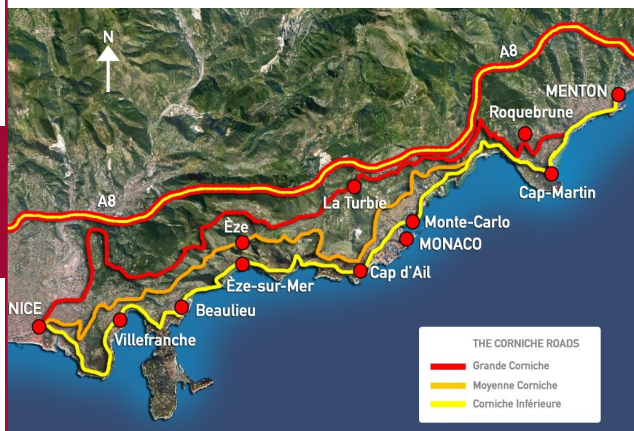 N
A8
MENTON
Roquebrune
A8
La Turbie
Cap-Martin
Èze
Monte-Carlo
MONACO
Èze-sur-Mer
Cap d'Ail
NICE
Beaulieu
Villefranche
THE CORNICHE ROADS
Grande Corniche
Moyenne Corniche
Corniche Inférieure